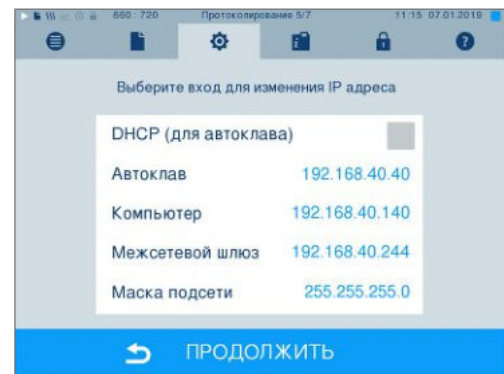 660 : 720 Протоколирование 5/7 11:15 07.01.2019
Выберите вход для изменения IP адреса
DHCP (для автоклава)
Автоклав 192.168.40.40
Компьютер 192.168.40.140
Межсетевой шлюз 192.168.40.244
Маска подсети 255.255.255.0
ПРОДОЛЖИТЬ